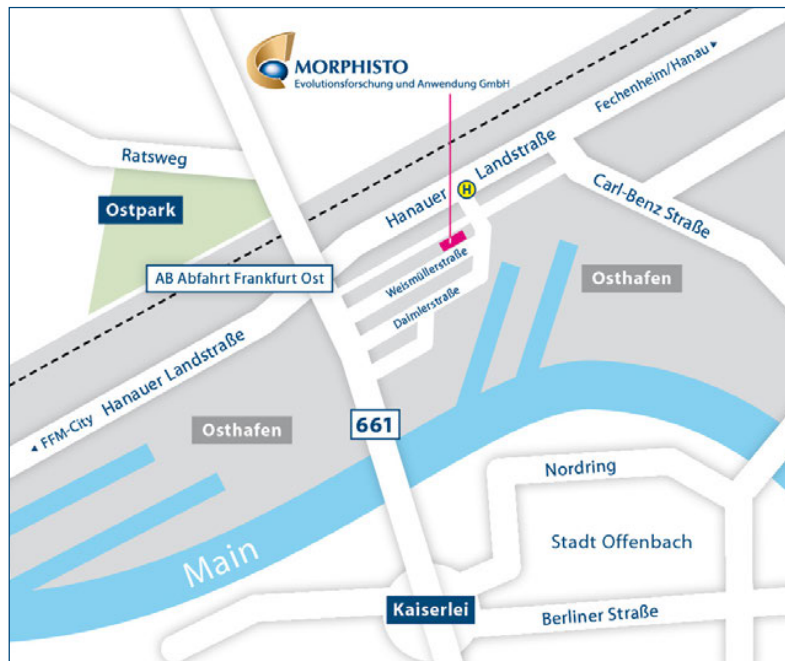 MORPHISTO
Evolutionsforschung und Anwendung GmbH
Fechenheim/Hanau
Ratsweg
Hanauer Landstraße
H
Carl-Benz Straße
Ostpark
AB Abfahrt Frankfurt Ost
Weismüllerstraße
Daimlerstraße
Osthafen
FFM-City Hanauer Landstraße
661
Osthafen
Nordring
Main
Stadt Offenbach
Kaiserlei
Berliner Straße